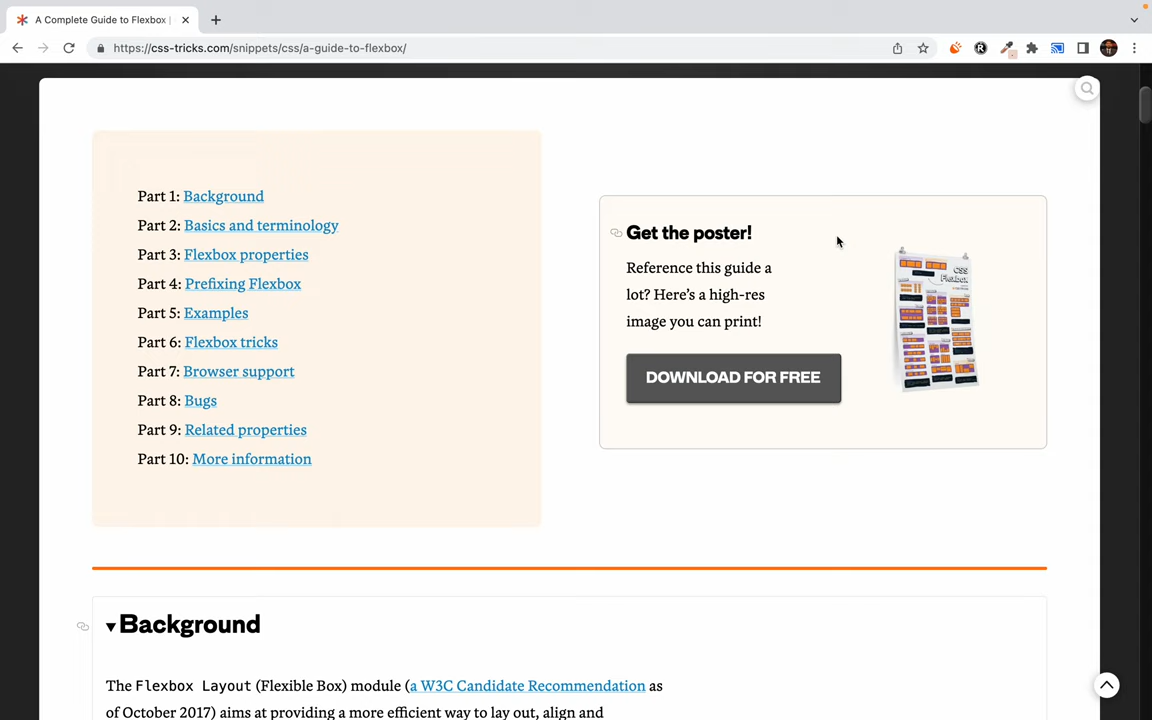 A Complete Guide to Flexbox |
https://css-tricks.com/snippets/css/a-guide-to-flexbox/
Part 1: Background
Part 2: Basics and terminology
Part 3: Flexbox properties
Part 4: Prefixing Flexbox
Part 5: Examples
Part 6: Flexbox tricks
Part 7: Browser support
Part 8: Bugs
Part 9: Related properties
Part 10: More information
Get the poster!
Reference this guide a
lot? Here’s a high-res
image you can print!
DOWNLOAD FOR FREE
CSS
Flexbox
Background
The Flexbox Layout (Flexible Box) module (a W3C Candidate Recommendation as
of October 2017) aims at providing a more efficient way to lay out, align and